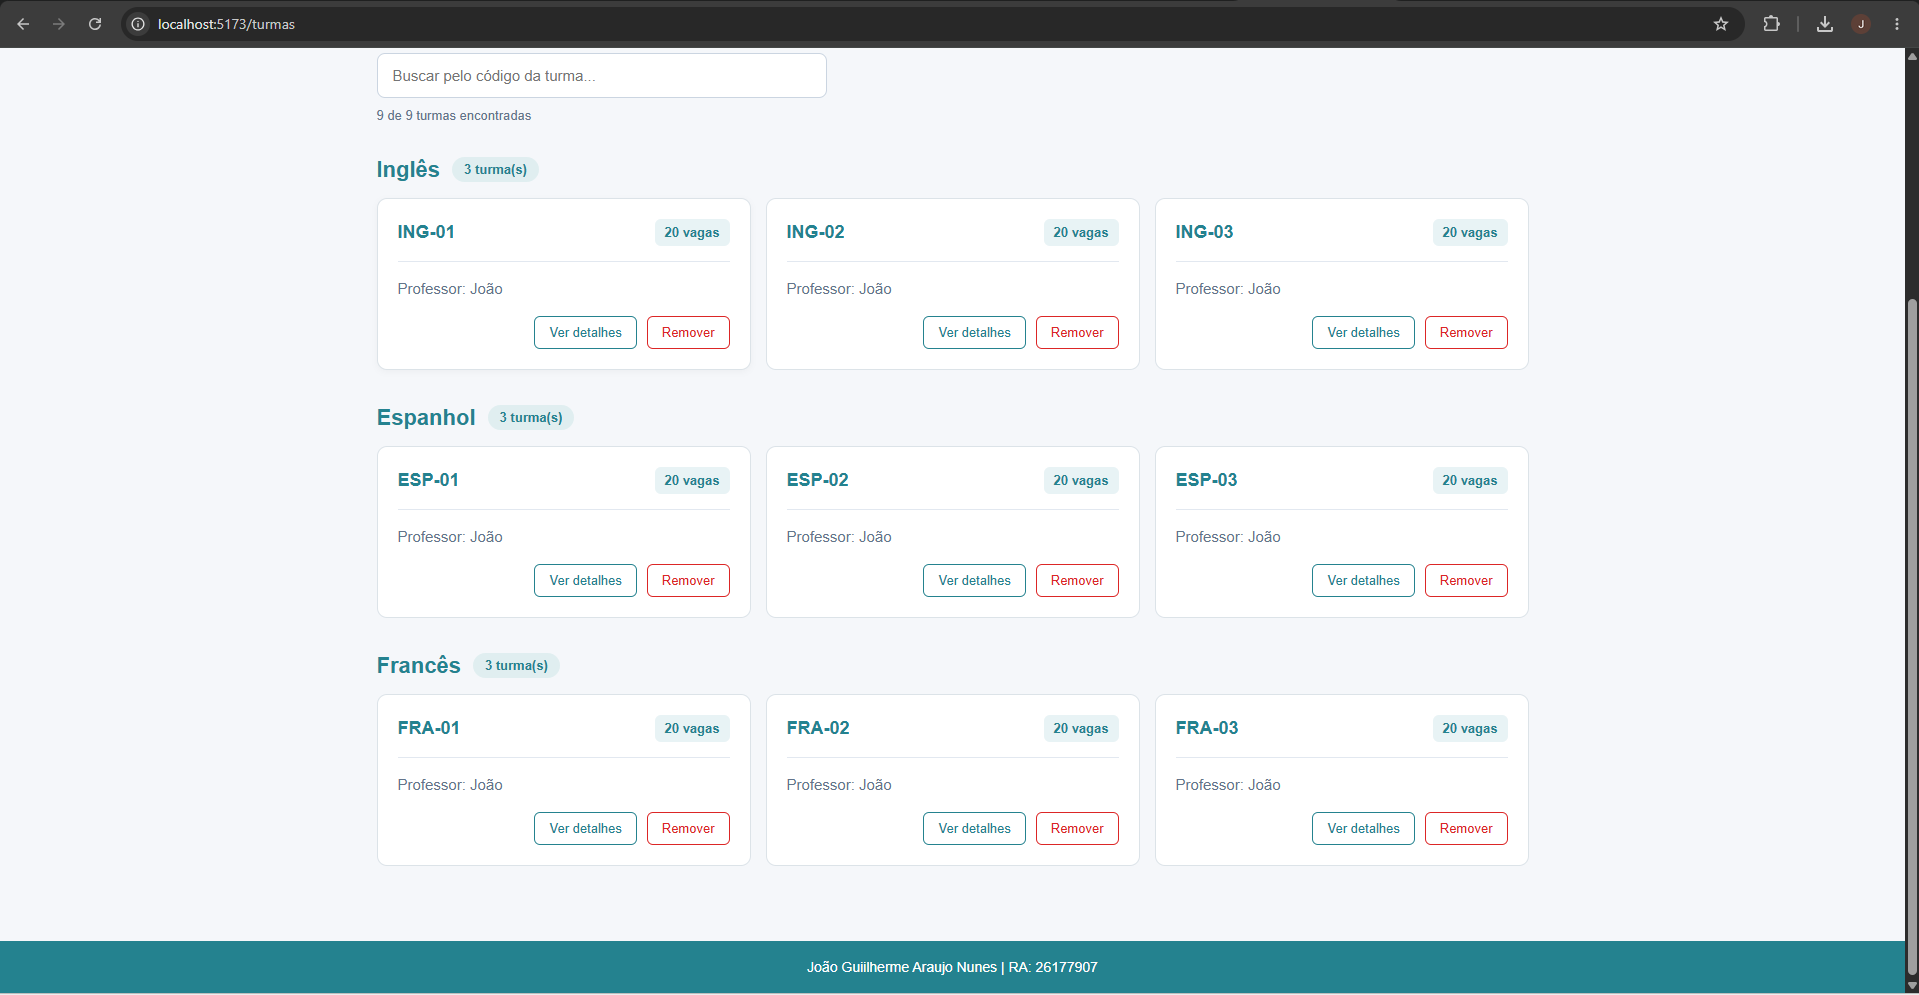 localhost:5173/turmas
J
Buscar pelo código da turma...
9 de 9 turmas encontradas
Inglês 3 turma(s)
ING-01 20 vagas ING-02 20 vagas ING-03 20 vagas
Professor: João Professor: João Professor: João
Ver detalhes Remover Ver detalhes Remover Ver detalhes Remover
Espanhol 3 turma(s)
ESP-01 20 vagas ESP-02 20 vagas ESP-03 20 vagas
Professor: João Professor: João Professor: João
Ver detalhes Remover Ver detalhes Remover Ver detalhes Remover
Francês 3 turma(s)
FRA-01 20 vagas FRA-02 20 vagas FRA-03 20 vagas
Professor: João Professor: João Professor: João
Ver detalhes Remover Ver detalhes Remover Ver detalhes Remover
João Guiilherme Araujo Nunes | RA: 26177907